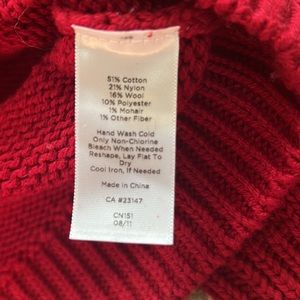 51% Cotton
21% Nylon
16% Wool
10% Polyester
1% Mohair
1% Other Fiber
Hand Wash Cold
Only Non-Chlorine
Bleach When Needed
Reshape, Lay Flat To
Dry
Cool Iron, If Needed
Made in China
CA #23147
CN151
08/11